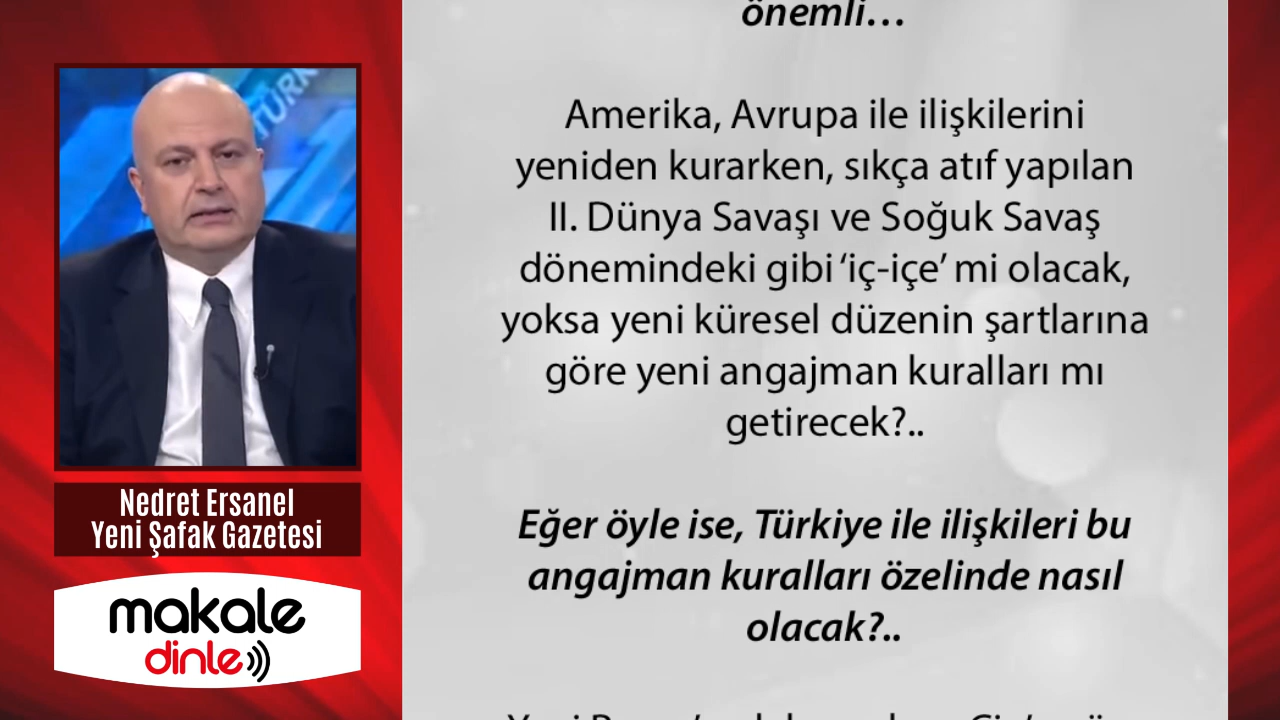 TÜRK
Nedret Ersanel
Yeni Şafak Gazetesi
makale
dinle
önemli…
Amerika, Avrupa ile ilişkilerini
yeniden kurarken, sıkça atıf yapılan
II. Dünya Savaşı ve Soğuk Savaş
dönemindeki gibi ‘iç-içe’ mi olacak,
yoksa yeni küresel düzenin şartlarına
göre yeni angajman kuralları mı
getirecek?..
Eğer öyle ise, Türkiye ile ilişkileri bu
angajman kuralları özelinde nasıl
olacak?..